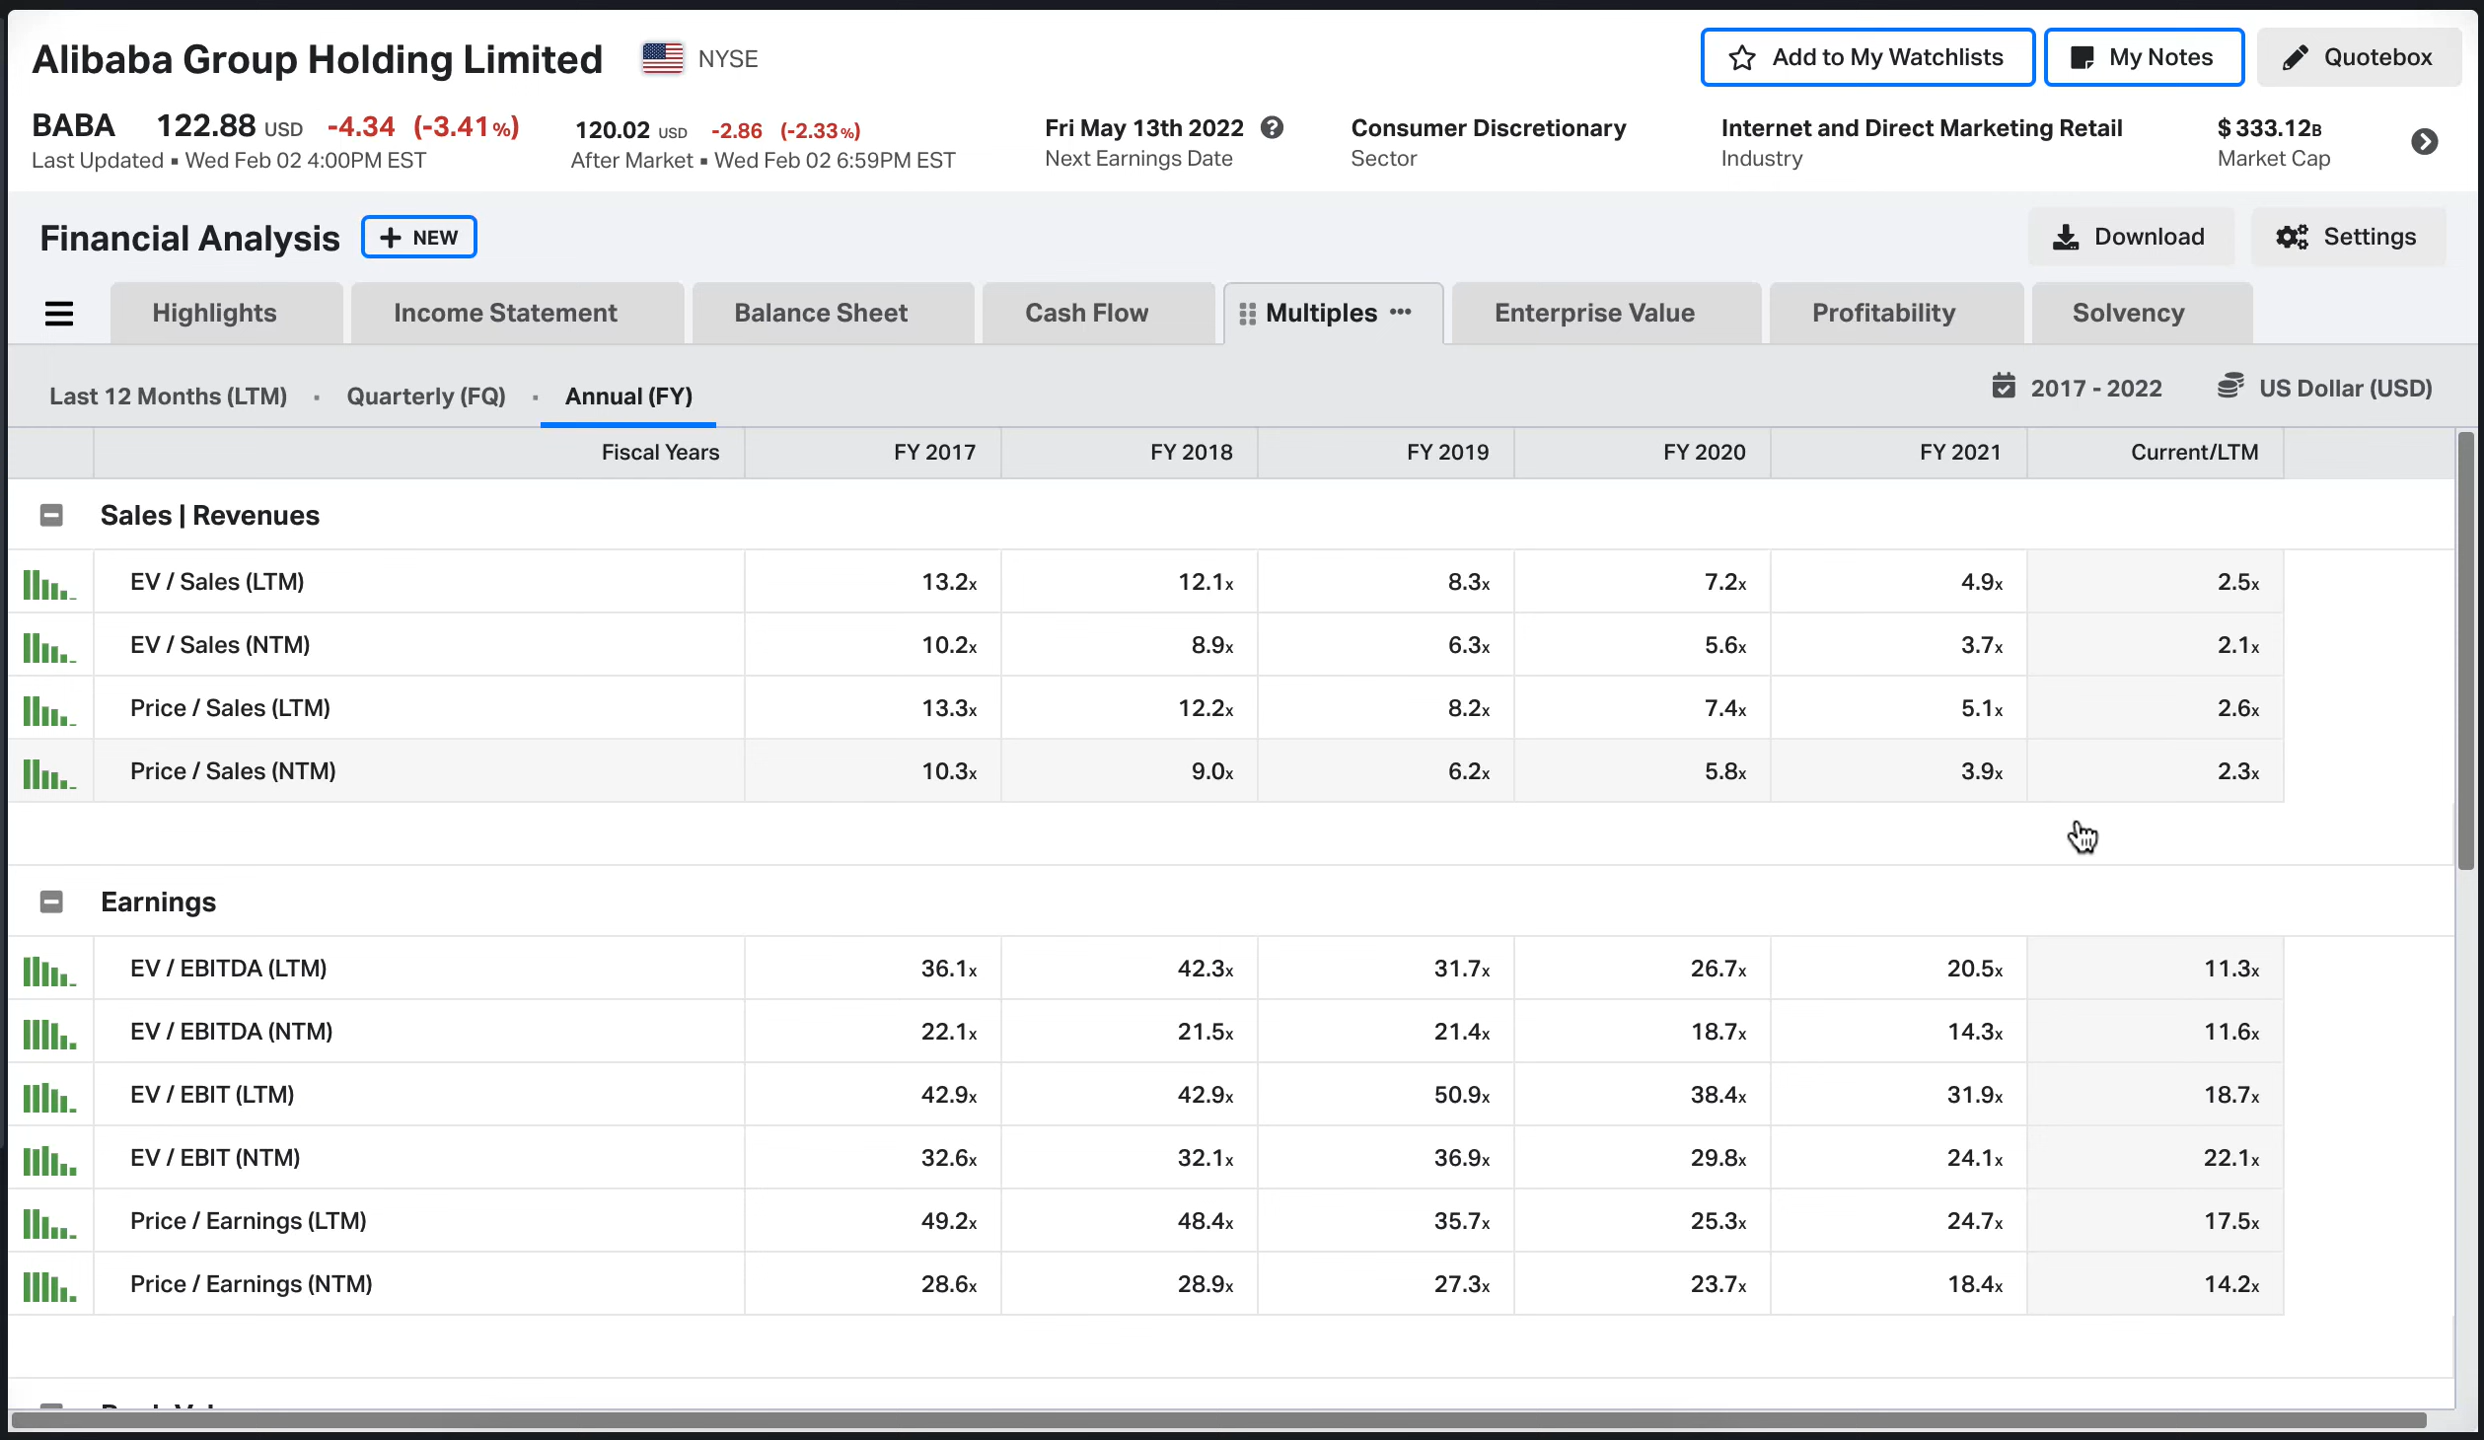 Alibaba Group Holding Limited NYSE
Add to My Watchlists My Notes Quotebox
BABA 122.88 USD -4.34 (-3.41%) 120.02 USD -2.86 (-2.33%) Fri May 13th 2022 Consumer Discretionary Internet and Direct Marketing Retail $333.12B
Last Updated ▪ Wed Feb 02 4:00PM EST After Market ▪ Wed Feb 02 6:59PM EST Next Earnings Date Sector Industry Market Cap
Financial Analysis + NEW Download Settings
Highlights Income Statement Balance Sheet Cash Flow Multiples ••• Enterprise Value Profitability Solvency
Last 12 Months (LTM) ▪ Quarterly (FQ) ▪ Annual (FY) 2017 - 2022 US Dollar (USD)
Fiscal Years FY 2017 FY 2018 FY 2019 FY 2020 FY 2021 Current/LTM
Sales | Revenues
EV / Sales (LTM) 13.2x 12.1x 8.3x 7.2x 4.9x 2.5x
EV / Sales (NTM) 10.2x 8.9x 6.3x 5.6x 3.7x 2.1x
Price / Sales (LTM) 13.3x 12.2x 8.2x 7.4x 5.1x 2.6x
Price / Sales (NTM) 10.3x 9.0x 6.2x 5.8x 3.9x 2.3x
Earnings
EV / EBITDA (LTM) 36.1x 42.3x 31.7x 26.7x 20.5x 11.3x
EV / EBITDA (NTM) 22.1x 21.5x 21.4x 18.7x 14.3x 11.6x
EV / EBIT (LTM) 42.9x 42.9x 50.9x 38.4x 31.9x 18.7x
EV / EBIT (NTM) 32.6x 32.1x 36.9x 29.8x 24.1x 22.1x
Price / Earnings (LTM) 49.2x 48.4x 35.7x 25.3x 24.7x 17.5x
Price / Earnings (NTM) 28.6x 28.9x 27.3x 23.7x 18.4x 14.2x